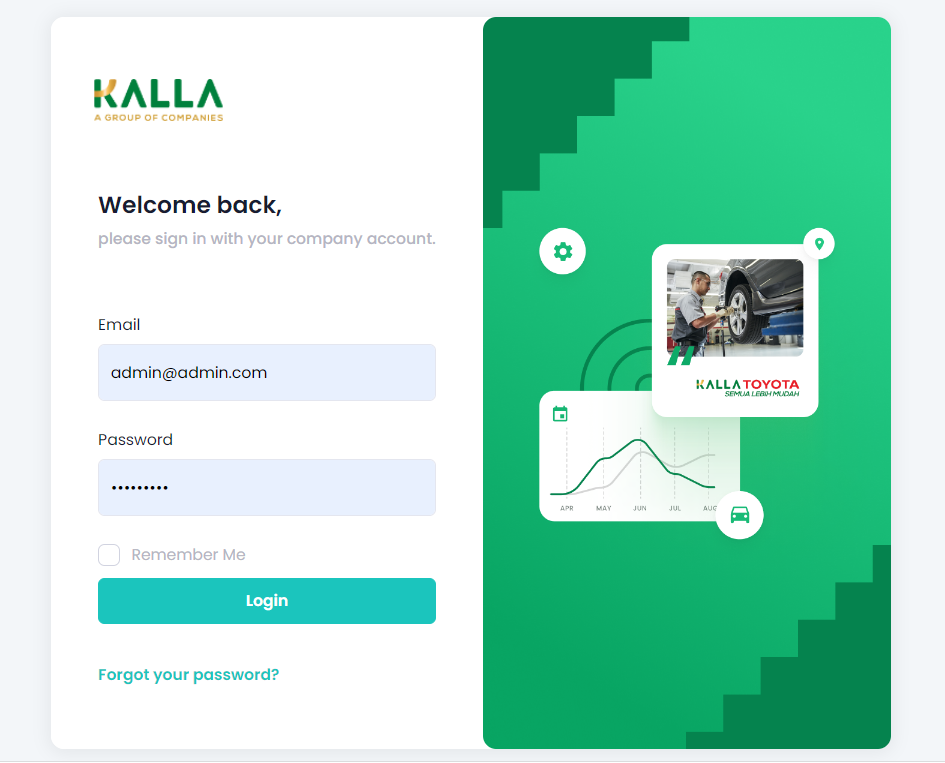 KALLA
A GROUP OF COMPANIES
Welcome back,
please sign in with your company account.
Email
admin@admin.com
Password
•••••••••
Remember Me
Login
Forgot your password?
KALLA TOYOTA
SEMUA LEBIH MUDAH
APR MAY JUN JUL AUG